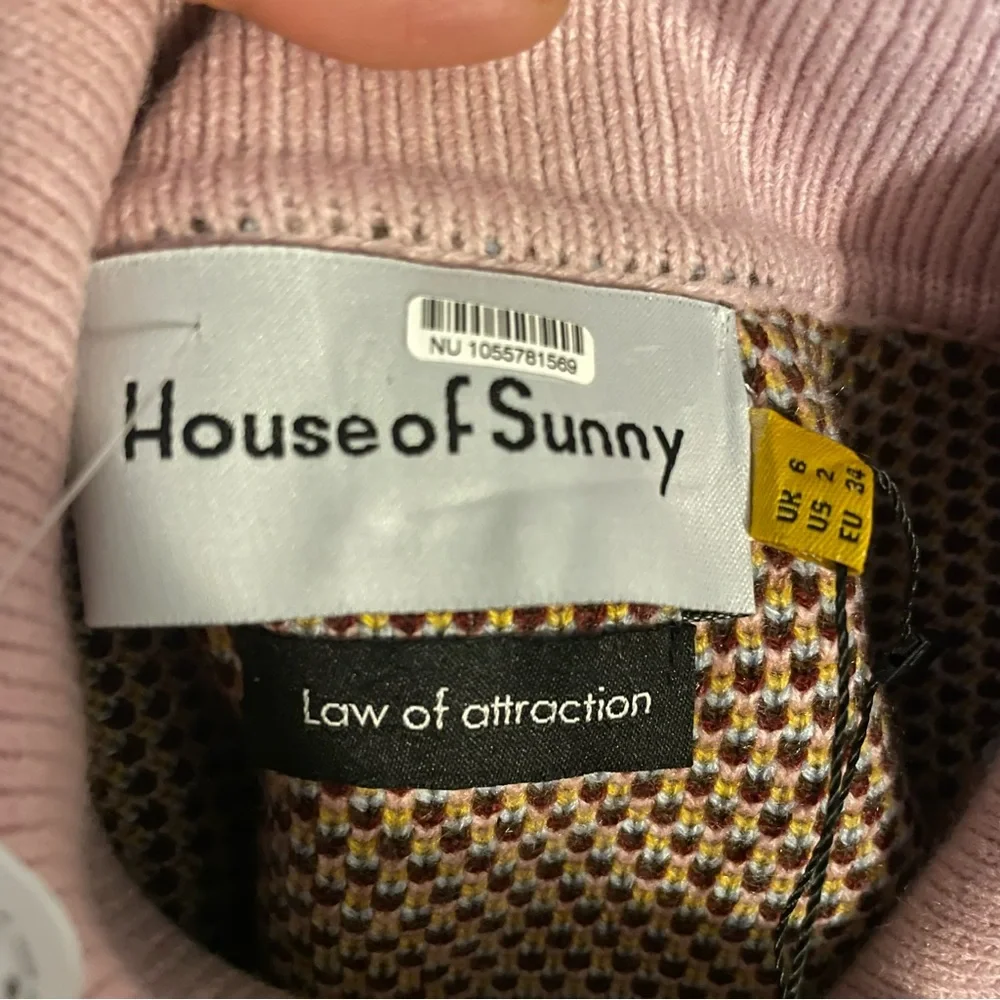 NU 1055781569
House of Sunny
UK 6
US 2
EU 34
Law of attraction